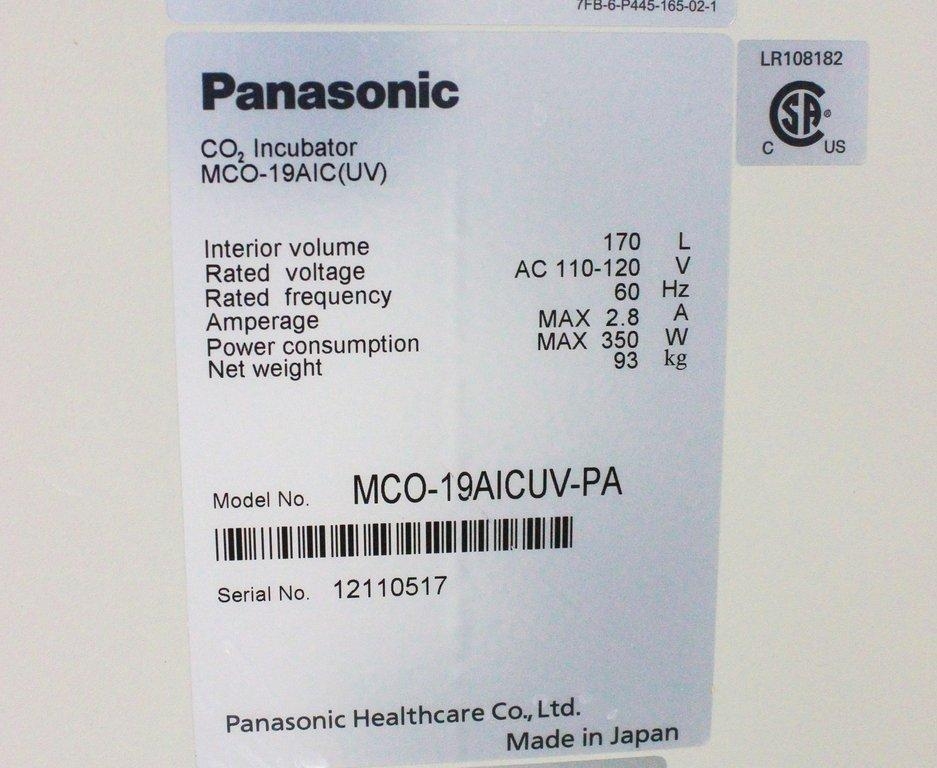 7FB-6-P445-165-02-1
LR108182
SA
C US
Panasonic
CO₂ Incubator
MCO-19AIC(UV)
Interior volume 170 L
Rated voltage AC 110-120 V
Rated frequency 60 Hz
Amperage MAX 2.8 A
Power consumption MAX 350 W
Net weight 93 kg
Model No. MCO-19AICUV-PA
Serial No. 12110517
Panasonic Healthcare Co., Ltd.
Made in Japan